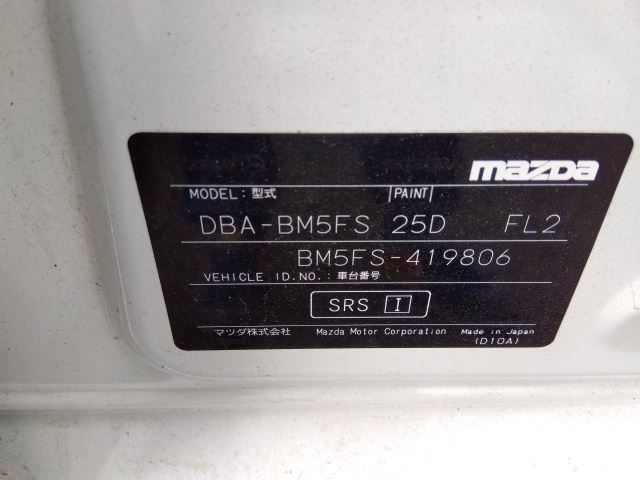 mazda
MODEL:型式 PAINT
DBA-BM5FS 25D FL2
BM5FS-419806
VEHICLE ID.NO.:車台番号
SRS I
マツダ株式会社 Mazda Motor Corporation Made in Japan
(D10A)